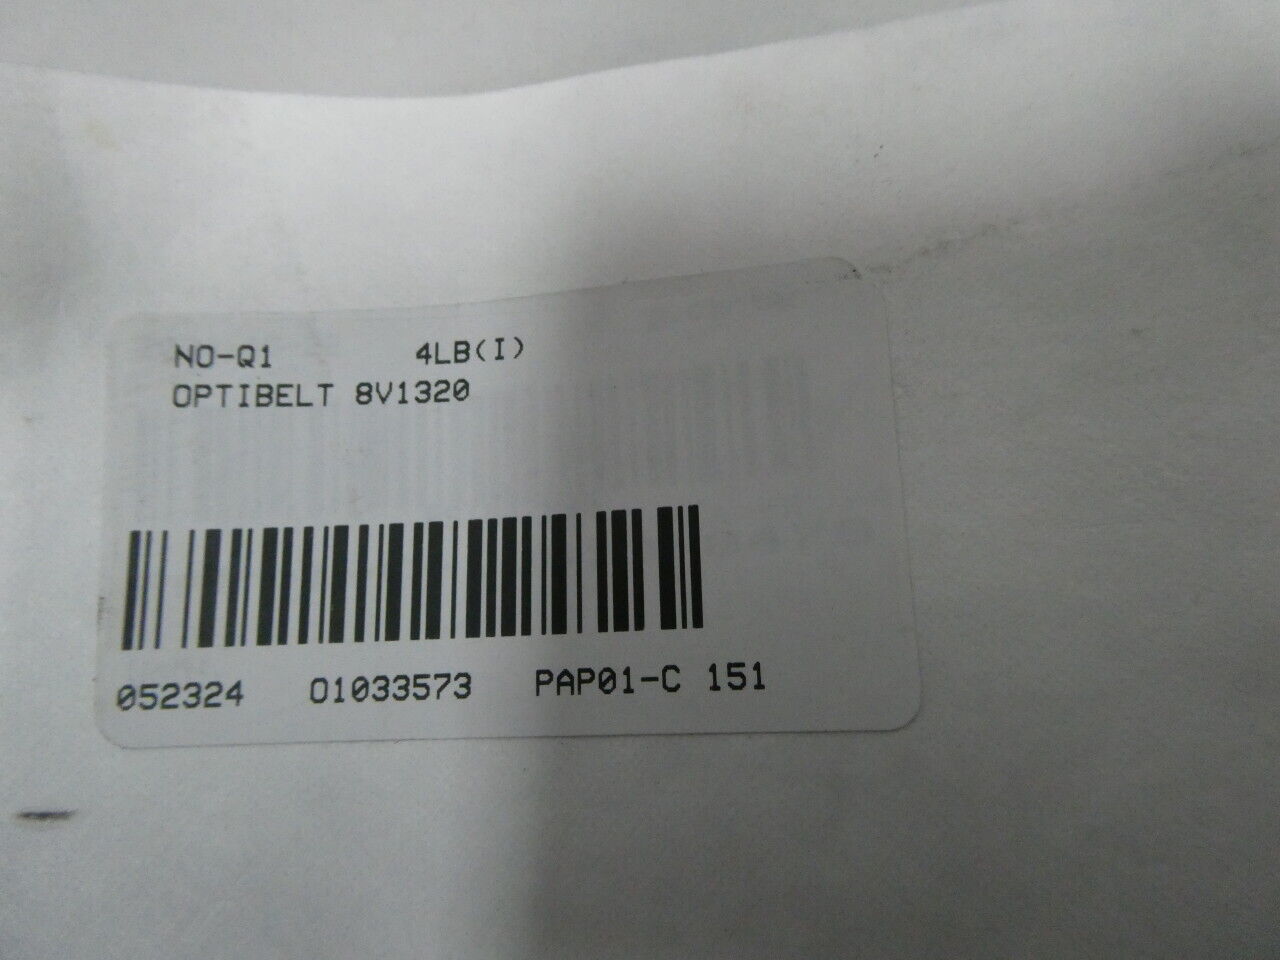 NO-Q1 4LB(I)
OPTIBELT 8V1320
052324 01033573 PAP01-C 151